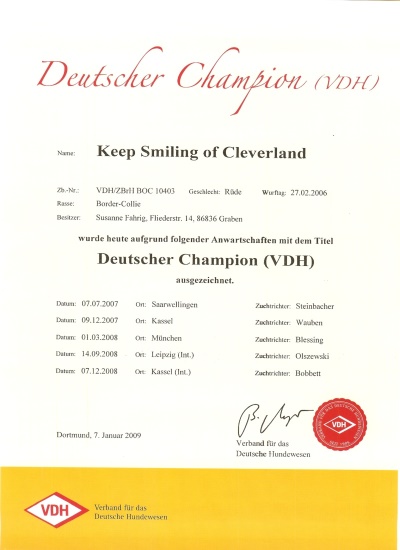 Deutscher Champion (VDH)
Name: Keep Smiling of Cleverland
Zb.-Nr.: VDH/ZBrH BOC 10403 Geschlecht: Rüde Wurftag: 27.02.2006
Rasse: Border-Collie
Besitzer: Susanne Fahrig, Fliederstr. 14, 86836 Graben
wurde heute aufgrund folgender Anwartschaften mit dem Titel
Deutscher Champion (VDH)
ausgezeichnet.
Datum: 07.07.2007 Ort: Saarwellingen Zuchtrichter: Steinbacher
Datum: 09.12.2007 Ort: Kassel Zuchtrichter: Wauben
Datum: 01.03.2008 Ort: München Zuchtrichter: Blessing
Datum: 14.09.2008 Ort: Leipzig (Int.) Zuchtrichter: Olszewski
Datum: 07.12.2008 Ort: Kassel (Int.) Zuchtrichter: Bobbett
VDH
Dortmund, 7. Januar 2009
Verband für das
Deutsche Hundewesen
VDH
Verband für das
Deutsche Hundewesen